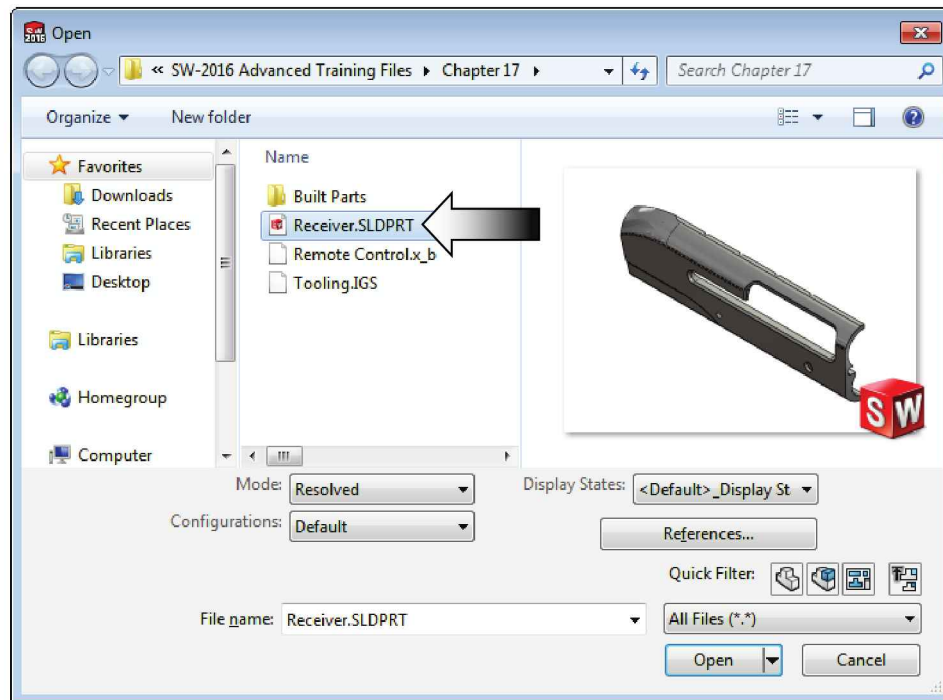 SW 2016 Open
« SW-2016 Advanced Training Files Chapter 17
Search Chapter 17
Organize New folder
Name
Favorites
Downloads
Recent Places
Libraries
Desktop
Libraries
Homegroup
Computer
Built Parts
Receiver.SLDPRT
Remote Control.x_b
Tooling.IGS
SW
Mode: Resolved
Display States: <Default>_Display St
Configurations: Default
References...
Quick Filter:
File name: Receiver.SLDPRT
All Files (*.*)
Open
Cancel